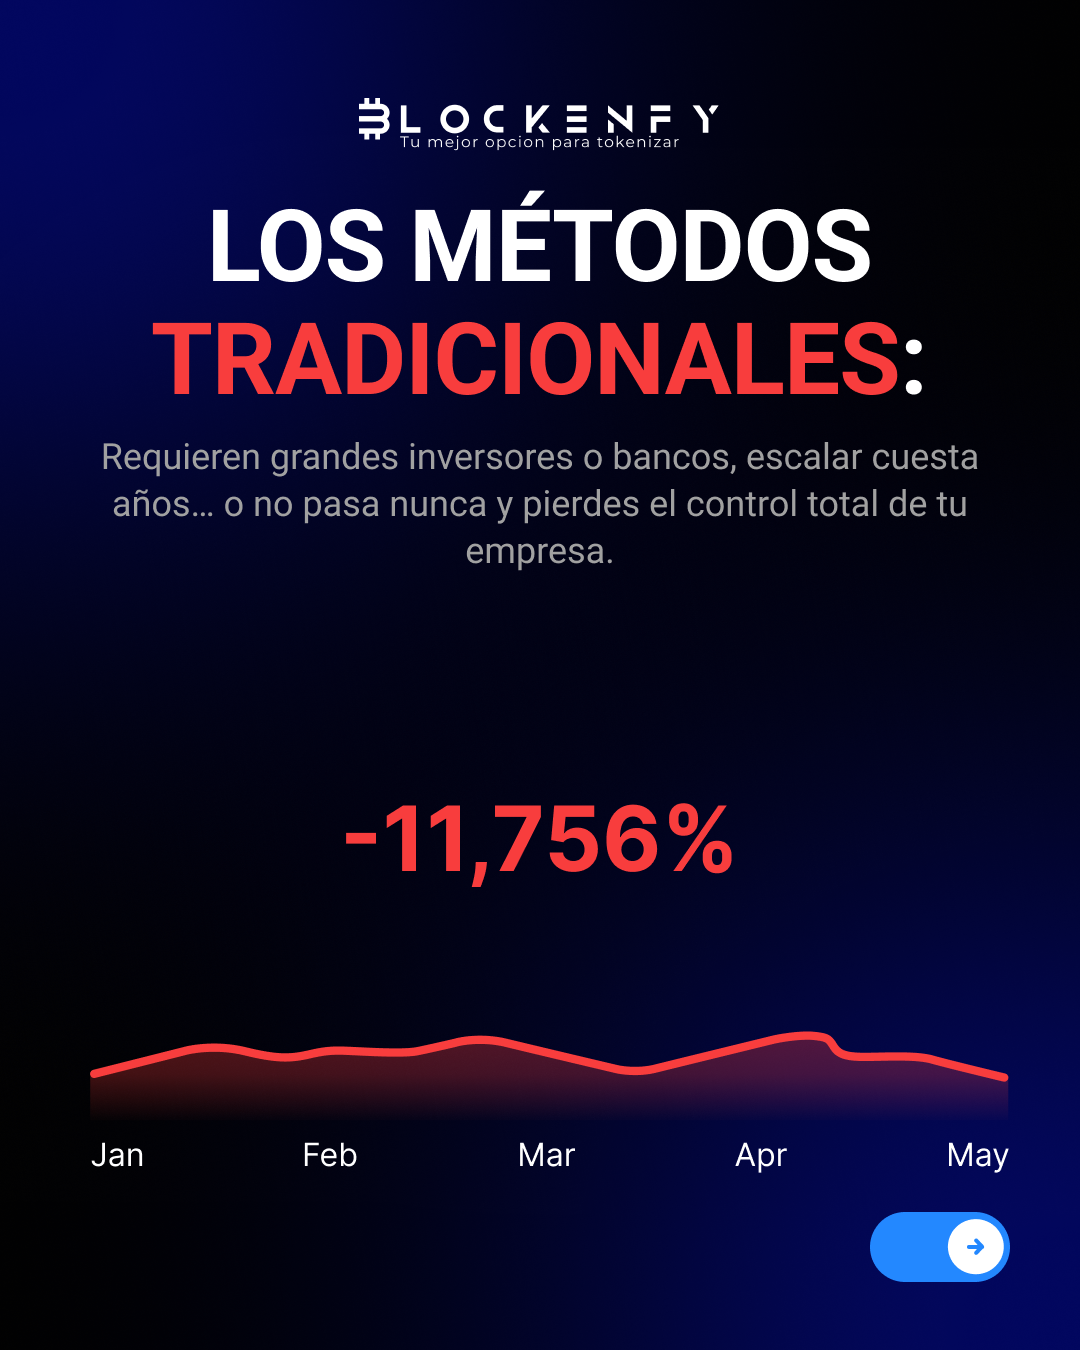 BLOCKENFY
Tu mejor opcion para tokenizar
LOS MÉTODOS
TRADICIONALES:
Requieren grandes inversores o bancos, escalar cuesta
años... o no pasa nunca y pierdes el control total de tu
empresa.
-11,756%
Jan Feb Mar Apr May